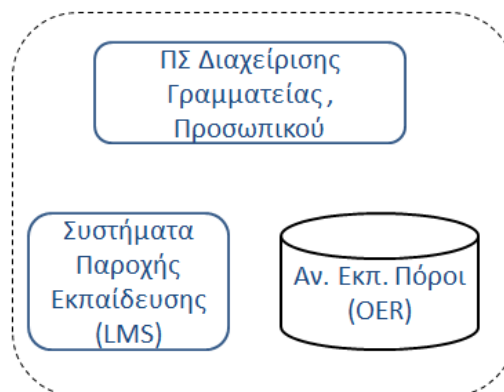 ΠΣ Διαχείρισης
Γραμματείας ,
Προσωπικού
Συστήματα
Παροχής
Εκπαίδευσης
(LMS)
Αν. Εκπ. Πόροι
(OER)